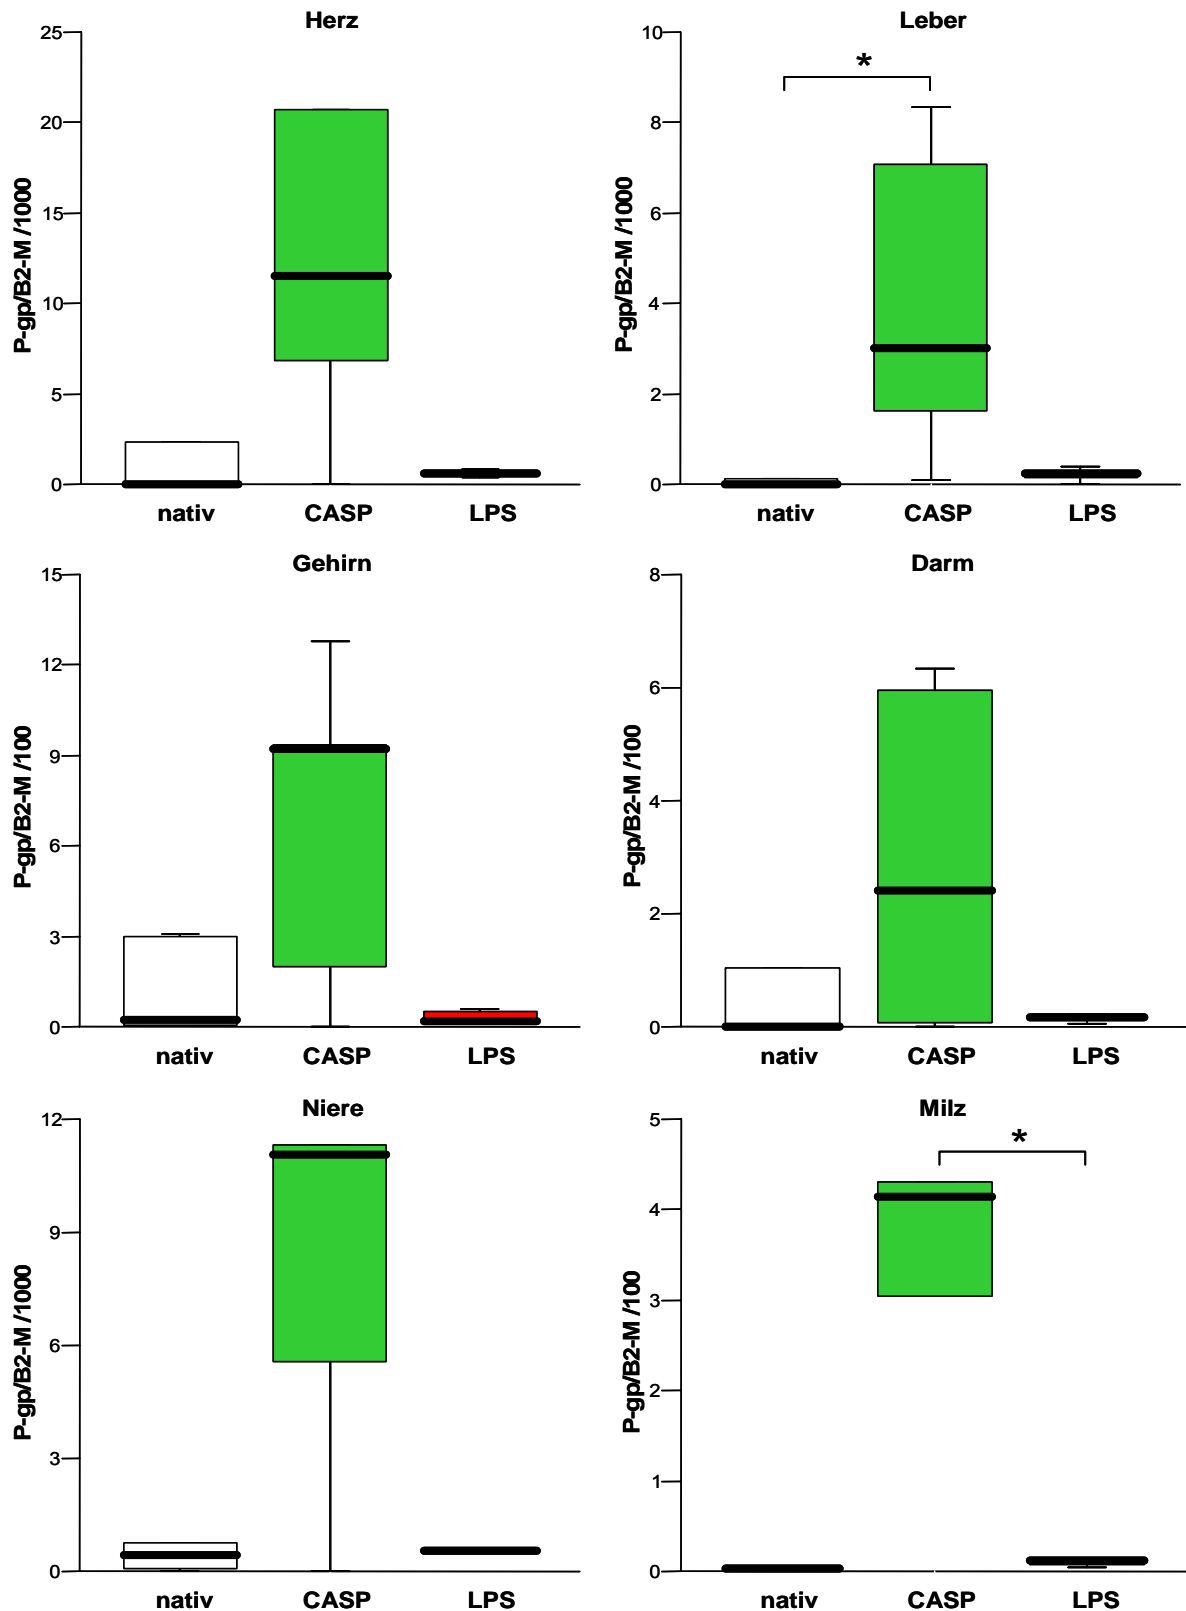 Herz
P-gp/B2-M /1000
25
20
15
10
5
0
nativ CASP LPS
Leber
P-gp/B2-M /1000
10
8
6
4
2
0
*
nativ CASP LPS
Gehirn
P-gp/B2-M /100
15
12
9
6
3
0
nativ CASP LPS
Darm
P-gp/B2-M /100
8
6
4
2
0
nativ CASP LPS
Niere
P-gp/B2-M /1000
12
9
6
3
0
nativ CASP LPS
Milz
P-gp/B2-M /100
5
4
3
2
1
0
*
nativ CASP LPS